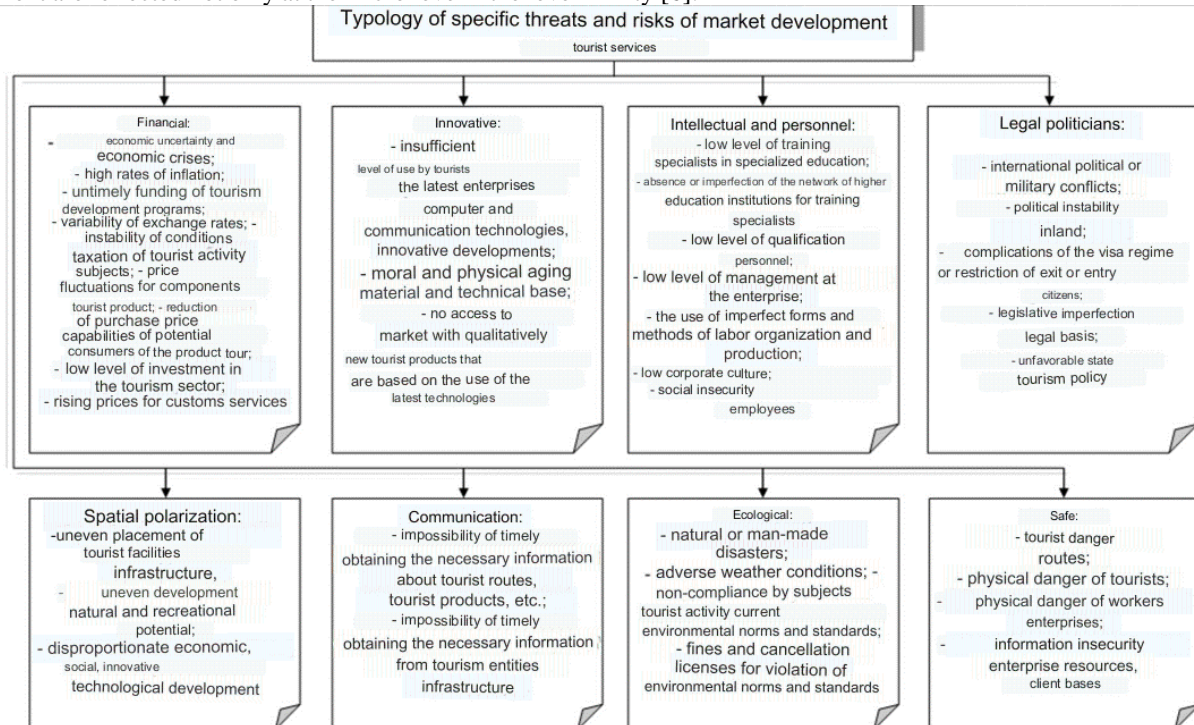 Typology of specific threats and risks of market development
tourist services
Financial:
- economic uncertainty and
economic crises;
- high rates of inflation;
- untimely funding of tourism
development programs;
- variability of exchange rates; -
instability of conditions
taxation of tourist activity
subjects; - price
fluctuations for components
tourist product; - reduction
of purchase price
capabilities of potential
consumers of the product tour;
- low level of investment in
the tourism sector;
- rising prices for customs services
Innovative:
- insufficient
level of use by tourists
the latest enterprises
computer and
communication technologies,
innovative developments;
- moral and physical aging
material and technical base;
- no access to
market with qualitatively
new tourist products that
are based on the use of the
latest technologies
Intellectual and personnel:
- low level of training
specialists in specialized education;
- absence or imperfection of the network of higher
education institutions for training
specialists
- low level of qualification
personnel;
- low level of management at
the enterprise;
- the use of imperfect forms and
methods of labor organization and
production;
- low corporate culture;
- social insecurity
employees
Legal politicians:
- international political or
military conflicts;
- political instability
inland;
- complications of the visa regime
or restriction of exit or entry
citizens;
- legislative imperfection
legal basis;
- unfavorable state
tourism policy
Spatial polarization:
-uneven placement of
tourist facilities
infrastructure,
- uneven development
natural and recreational
potential;
- disproportionate economic,
social, innovative
technological development
Communication:
- impossibility of timely
obtaining the necessary information
about tourist routes,
tourist products, etc.;
- impossibility of timely
obtaining the necessary information
from tourism entities
infrastructure
Ecological:
- natural or man-made
disasters;
- adverse weather conditions; -
non-compliance by subjects
tourist activity current
environmental norms and standards;
- fines and cancellation
licenses for violation of
environmental norms and standards
Safe:
- tourist danger
routes;
- physical danger of tourists;
- physical danger of workers
enterprises;
- information insecurity
enterprise resources,
client bases